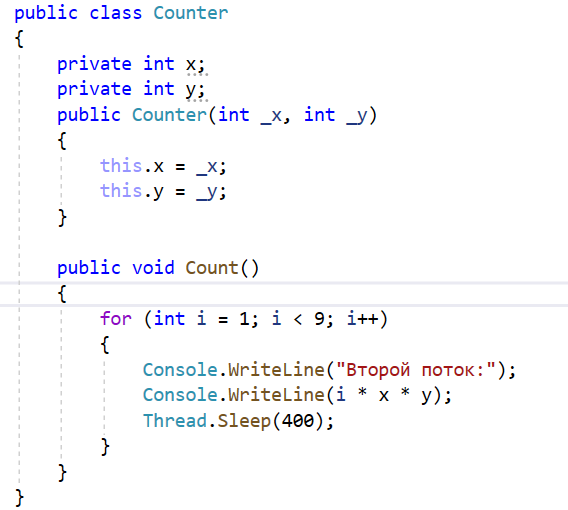 public class Counter
{
    private int x;
    private int y;
    public Counter(int _x, int _y)
    {
        this.x = _x;
        this.y = _y;
    }

    public void Count()
    {
        for (int i = 1; i < 9; i++)
        {
            Console.WriteLine("Второй поток:");
            Console.WriteLine(i * x * y);
            Thread.Sleep(400);
        }
    }
}